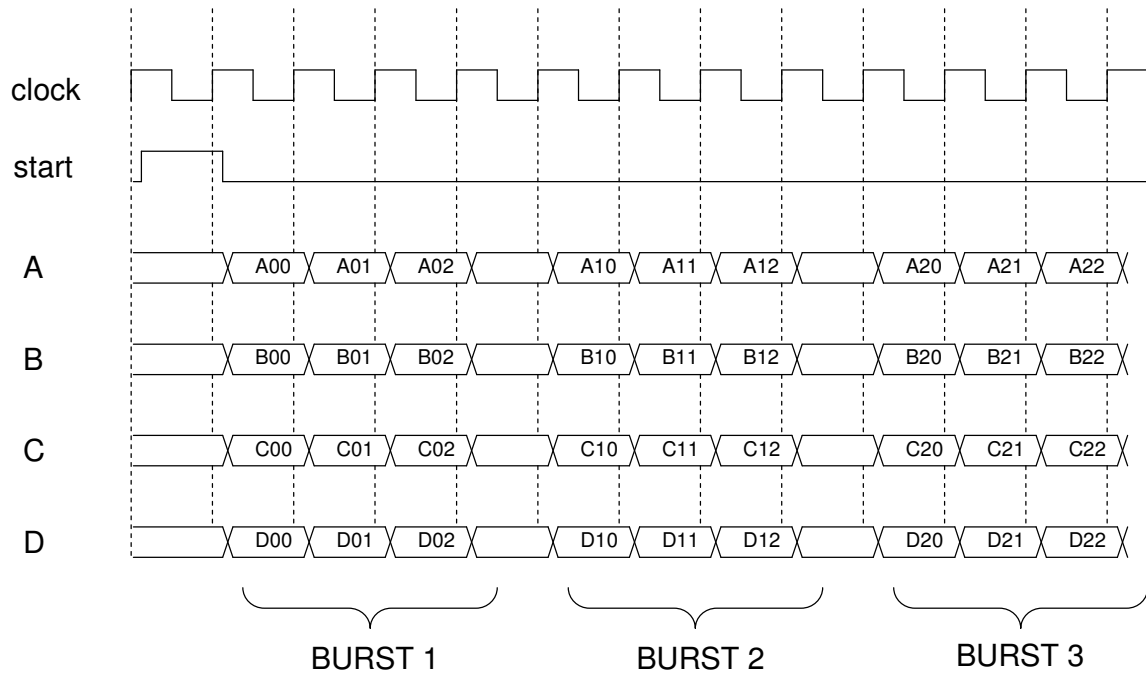 clock
start
A A00 A01 A02 A10 A11 A12 A20 A21 A22
B B00 B01 B02 B10 B11 B12 B20 B21 B22
C C00 C01 C02 C10 C11 C12 C20 C21 C22
D D00 D01 D02 D10 D11 D12 D20 D21 D22
BURST 1 BURST 2 BURST 3